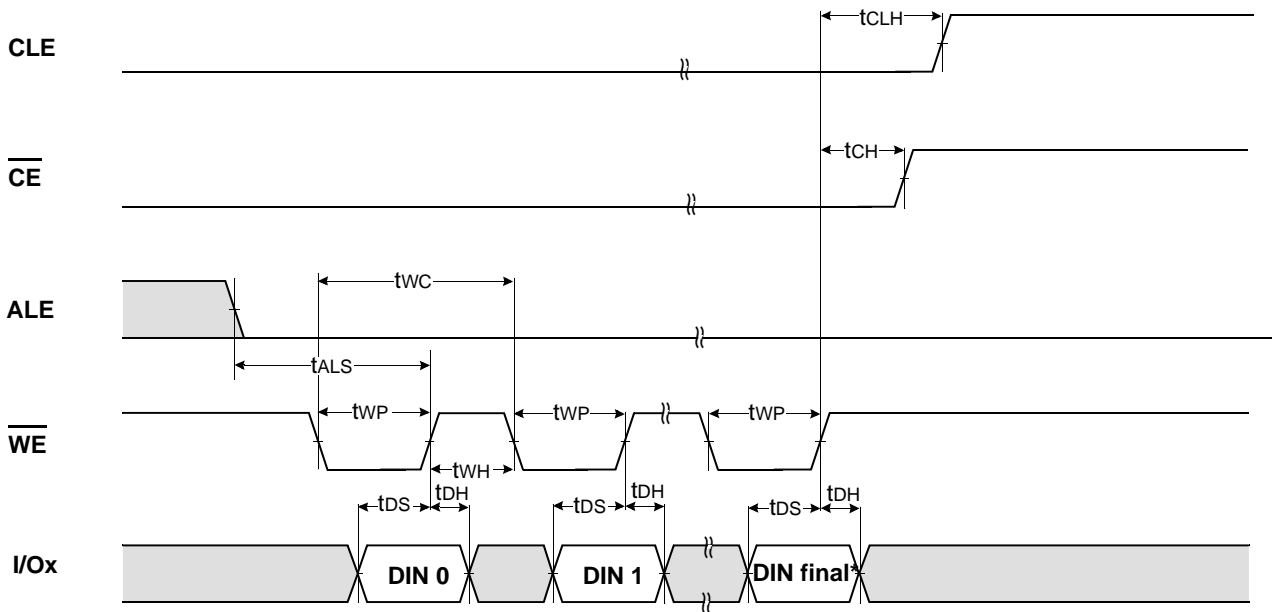 tCLH
CLE
CE
tCH
ALE
tWC
tALS
WE
tWP
tWP
tWP
tWH
tDS
tDH
tDS
tDH
tDS
tDH
I/Ox
DIN 0
DIN 1
DIN final*